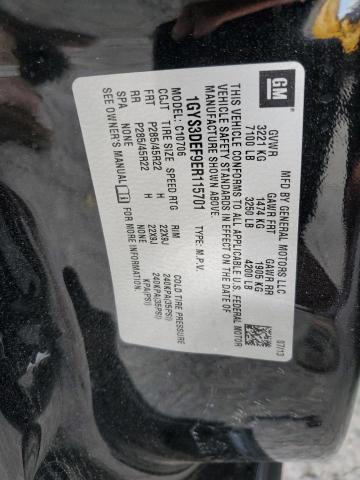 GM
MFD BY GENERAL MOTORS LLC 07/13
GVWR GAWR FRT GAWR RR
3221 KG 1474 KG 1905 KG
7100 LB 3250 LB 4200 LB
THIS VEHICLE CONFORMS TO ALL APPLICABLE U.S. FEDERAL MOTOR
VEHICLE SAFETY STANDARDS IN EFFECT ON THE DATE OF
MANUFACTURE SHOWN ABOVE.
1GYS3DEF9ER115701 TYPE: M.P.V.
MODEL: C10706
CGJT TIRE SIZE SPEED RTG RIM COLD TIRE PRESSURE
FRT P285/45R22 H 22X9J 240KPA(35PSI)
RR P285/45R22 H 22X9J 240KPA(35PSI)
SPA NONE NONE KPA(PSI)
SEE OWNER'S MANUAL FOR MORE INFORMATION.